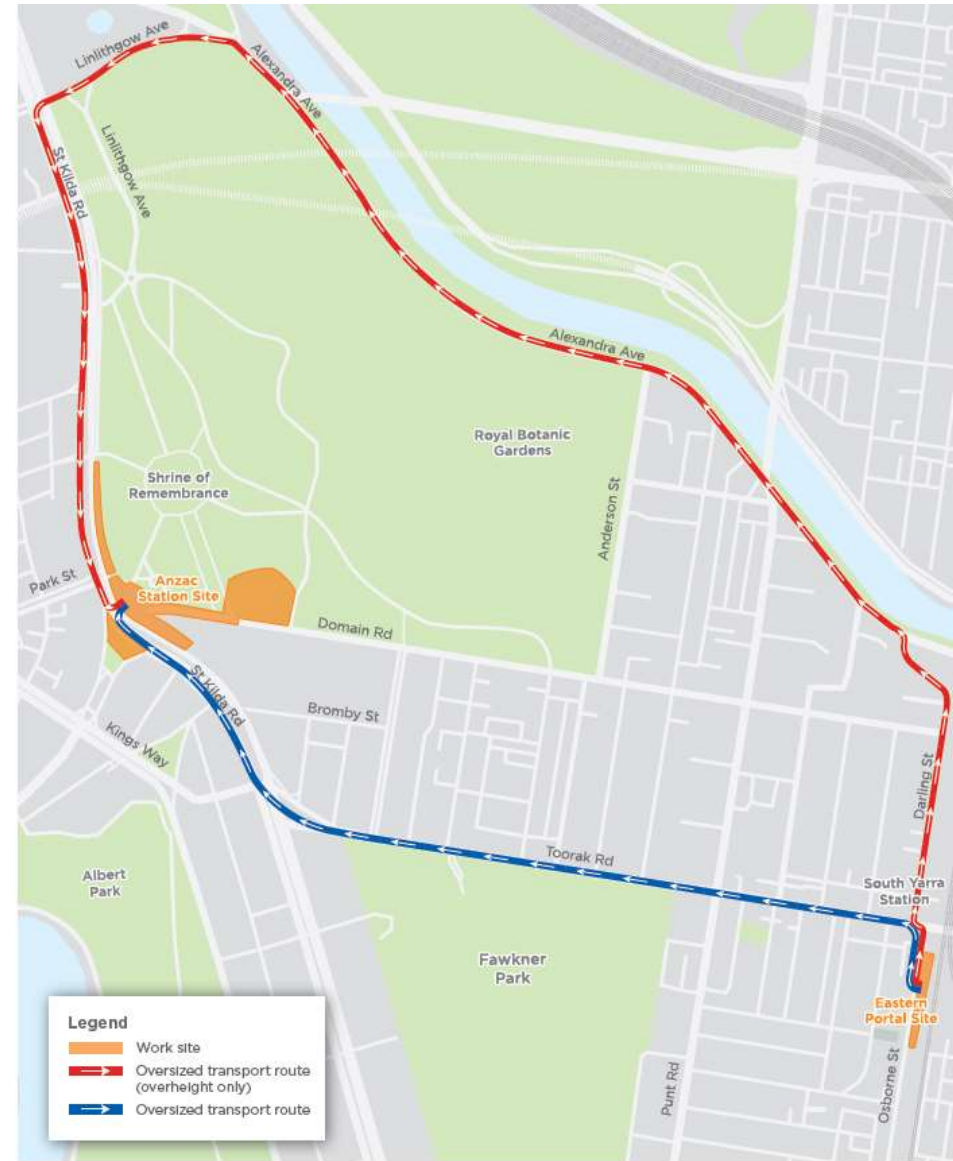 Linlithgow Ave
Alexandra Ave
Linlithgow Ave
St Kilda Rd
Alexandra Ave
Royal Botanic
Gardens
Shrine of
Remembrance
Anderson St
Park St
Anzac
Station Site
Domain Rd
St Kilda Rd
Bromby St
Kings Way
Darling St
Toorak Rd
Albert
Park
South Yarra
Station
Fawkner
Park
Eastern
Portal Site
Punt Rd
Osborne St
Legend
Work site
Oversized transport route
(overheight only)
Oversized transport route